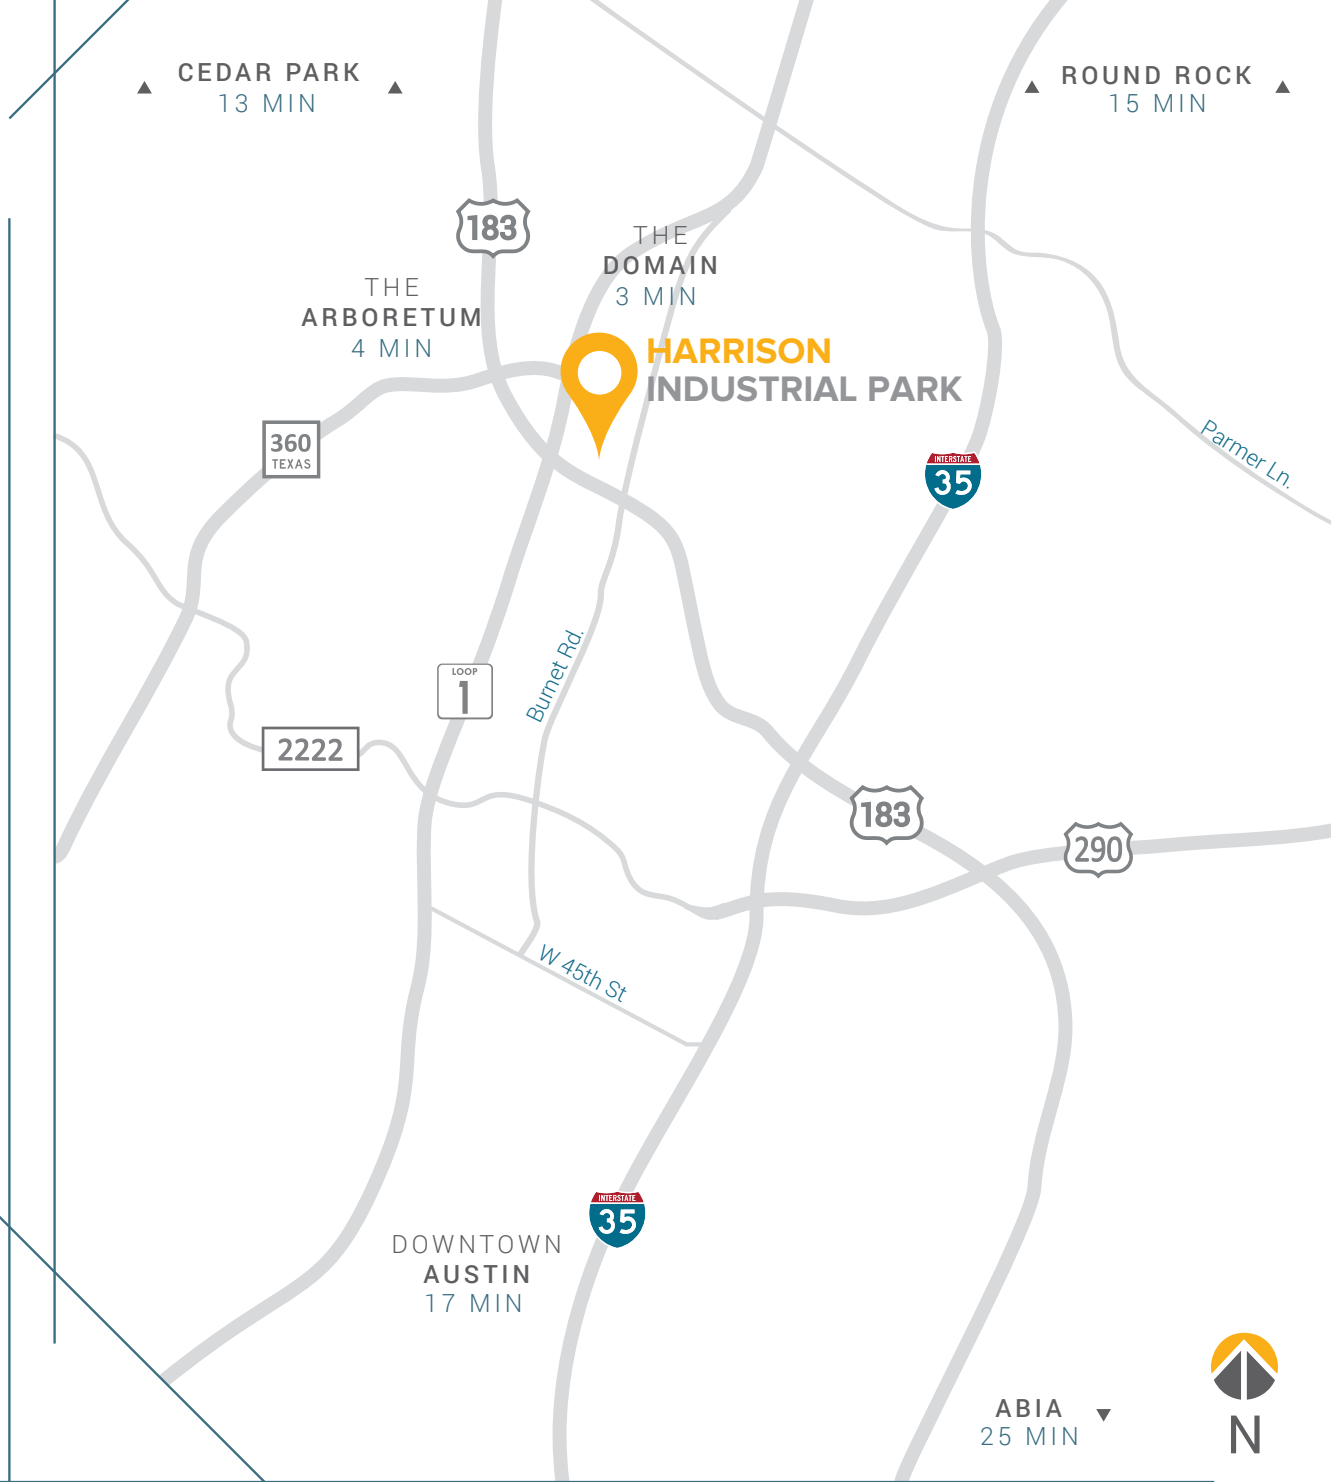 CEDAR PARK
13 MIN
ROUND ROCK
15 MIN
183
THE
DOMAIN
3 MIN
THE
ARBORETUM
4 MIN
HARRISON
INDUSTRIAL PARK
360
TEXAS
Parmer Ln.
INTERSTATE
35
Burnet Rd.
LOOP
1
2222
183
290
W 45th St
INTERSTATE
35
DOWNTOWN
AUSTIN
17 MIN
ABIA
25 MIN
N